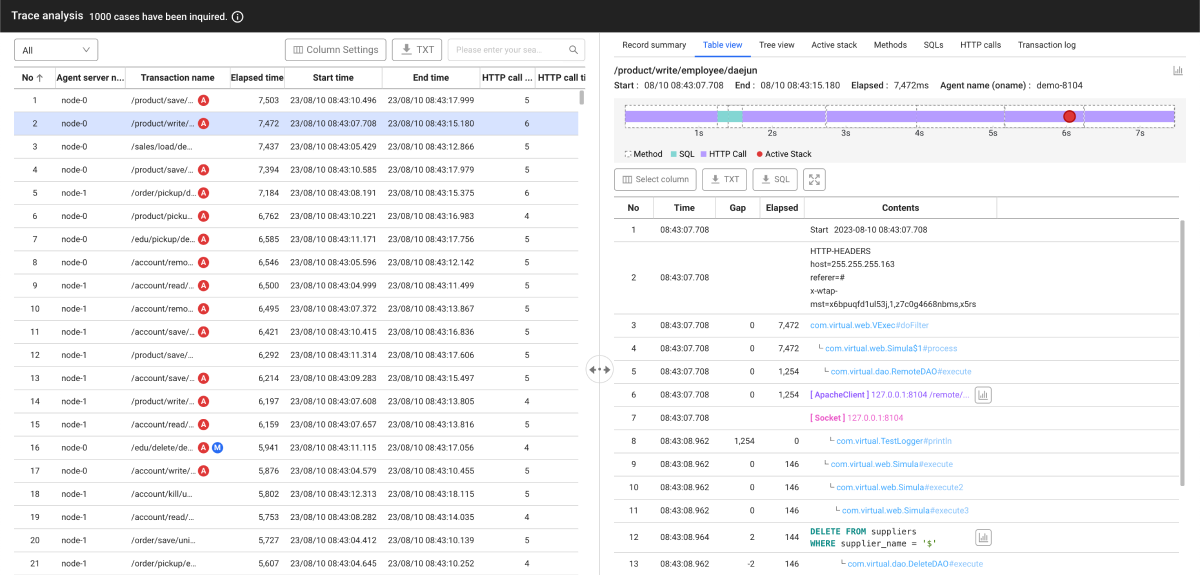 Trace analysis 1000 cases have been inquired.
All
Column Settings
TXT
Please enter your sea...
No Agent server n... Transaction name Elapsed time Start time End time HTTP call ... HTTP call ti
1 node-0 /product/save/... A 7,503 23/08/10 08:43:10.496 23/08/10 08:43:17.999 5
2 node-0 /product/write/... A 7,472 23/08/10 08:43:07.708 23/08/10 08:43:15.180 6
3 node-0 /sales/load/de... 7,437 23/08/10 08:43:05.429 23/08/10 08:43:12.866 5
4 node-0 /product/save/... A 7,394 23/08/10 08:43:10.585 23/08/10 08:43:17.979 5
5 node-1 /order/pickup/d... A 7,184 23/08/10 08:43:08.191 23/08/10 08:43:15.375 6
6 node-0 /product/picku... A 6,762 23/08/10 08:43:10.221 23/08/10 08:43:16.983 4
7 node-0 /edu/pickup/de... A 6,585 23/08/10 08:43:11.171 23/08/10 08:43:17.756 5
8 node-0 /account/remo... A 6,546 23/08/10 08:43:05.596 23/08/10 08:43:12.142 5
9 node-0 /account/read/... A 6,500 23/08/10 08:43:04.999 23/08/10 08:43:11.499 5
10 node-0 /account/remo... A 6,495 23/08/10 08:43:07.372 23/08/10 08:43:13.867 5
11 node-0 /account/save/... A 6,421 23/08/10 08:43:10.415 23/08/10 08:43:16.836 5
12 node-1 /product/save/... 6,292 23/08/10 08:43:11.314 23/08/10 08:43:17.606 5
13 node-1 /account/save/... A 6,214 23/08/10 08:43:09.283 23/08/10 08:43:15.497 5
14 node-1 /product/write/... A 6,197 23/08/10 08:43:07.608 23/08/10 08:43:13.805 4
15 node-1 /account/read/... A 6,159 23/08/10 08:43:07.657 23/08/10 08:43:13.816 5
16 node-0 /edu/delete/de... A M 5,941 23/08/10 08:43:11.115 23/08/10 08:43:17.056 4
17 node-1 /account/write/... A 5,876 23/08/10 08:43:04.579 23/08/10 08:43:10.455 5
18 node-1 /account/kill/u... 5,802 23/08/10 08:43:12.313 23/08/10 08:43:18.115 5
19 node-1 /account/read/... 5,753 23/08/10 08:43:08.282 23/08/10 08:43:14.035 4
20 node-1 /order/save/uni... 5,727 23/08/10 08:43:04.412 23/08/10 08:43:10.139 5
21 node-1 /order/pickup/e... 5,607 23/08/10 08:43:04.645 23/08/10 08:43:10.252 4
Record summary Table view Tree view Active stack Methods SQLs HTTP calls Transaction log
/product/write/employee/daejun
Start : 08/10 08:43:07.708 End : 08/10 08:43:15.180 Elapsed : 7,472ms Agent name (oname) : demo-8104
1s 2s 3s 4s 5s 6s 7s
Method SQL HTTP Call Active Stack
Select column TXT SQL
No Time Gap Elapsed Contents
1 08:43:07.708 Start 2023-08-10 08:43:07.708
HTTP-HEADERS
host=255.255.255.163
2 08:43:07.708 referer=#
x-wtap-
mst=x6bpuqfd1ul53j,1,z7c0g4668nbms,x5rs
3 08:43:07.708 0 7,472 com.virtual.web.VExec#doFilter
4 08:43:07.708 0 7,472 com.virtual.web.Simula$1#process
5 08:43:07.708 0 1,254 com.virtual.dao.RemoteDAO#execute
6 08:43:07.708 0 1,254 [ ApacheClient ] 127.0.0.1:8104 /remote/...
7 08:43:07.708 0 [ Socket ] 127.0.0.1:8104
8 08:43:08.962 1,254 0 com.virtual.TestLogger#println
9 08:43:08.962 0 146 com.virtual.web.Simula#execute
10 08:43:08.962 0 146 com.virtual.web.Simula#execute2
11 08:43:08.962 0 146 com.virtual.web.Simula#execute3
12 08:43:08.964 2 144 DELETE FROM suppliers
WHERE supplier_name = '$'
13 08:43:08.962 -2 146 com.virtual.dao.DeleteDAO#execute